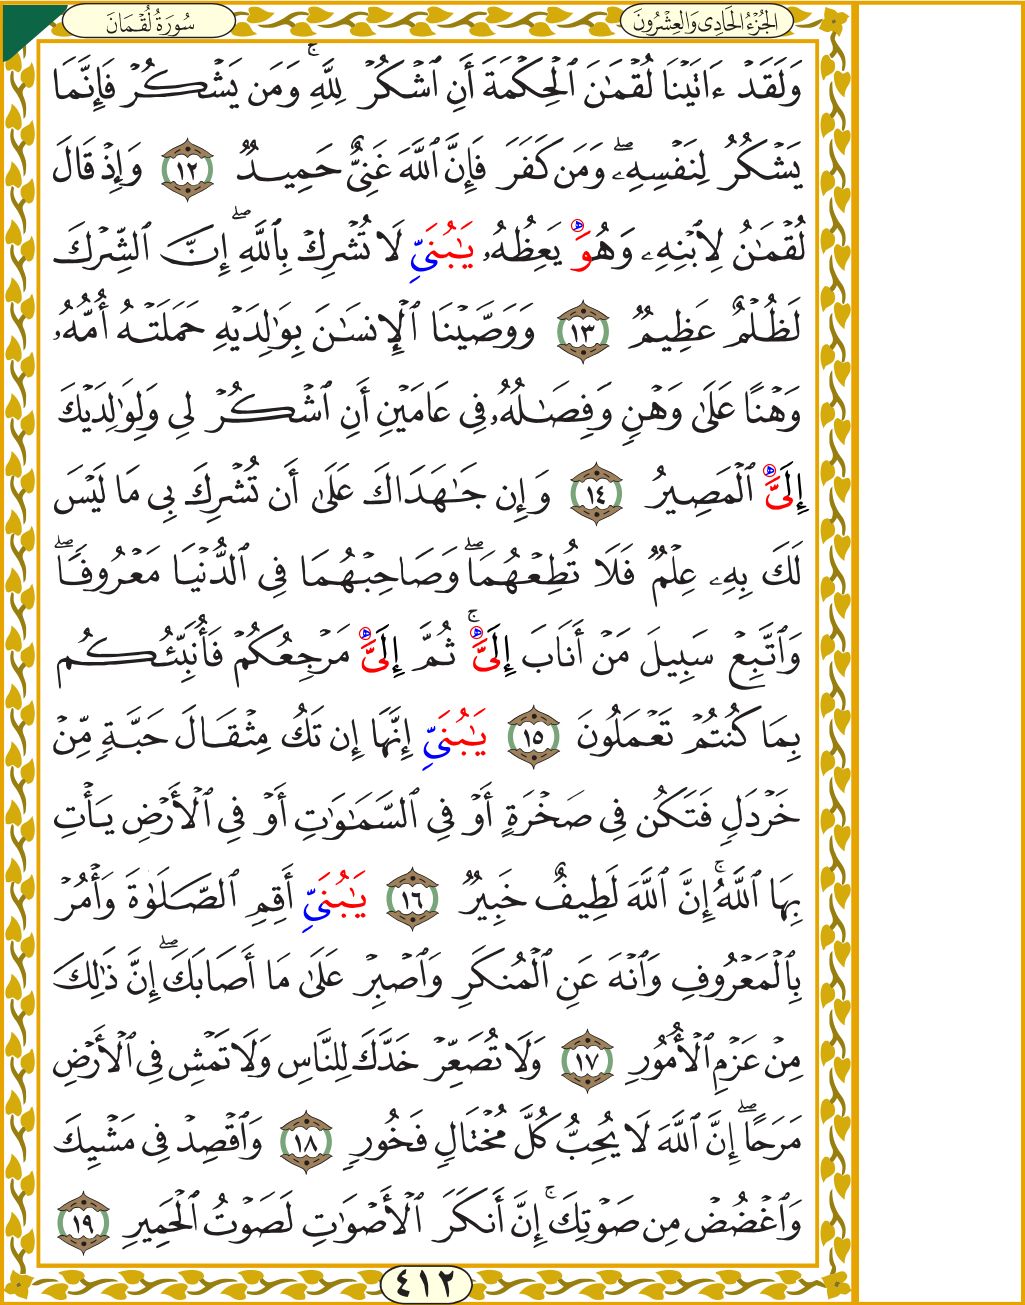 الجُزْءُ الحَادِى وَالعِشْرُونَ
سُورَةُ لُقْمَانَ
وَلَقَدْ ءَاتَيْنَا لُقْمَـٰنَ ٱلْحِكْمَةَ أَنِ ٱشْكُرْ لِلَّهِ ۚ وَمَن يَشْكُرْ فَإِنَّمَا
يَشْكُرُ لِنَفْسِهِۦ ۖ وَمَن كَفَرَ فَإِنَّ ٱللَّهَ غَنِىٌّ حَمِيدٌ ١٢ وَإِذْ قَالَ
لُقْمَـٰنُ لِٱبْنِهِۦ وَهُوَ يَعِظُهُۥ يَـٰبُنَىِّ لَا تُشْرِكْ بِٱللَّهِ ۖ إِنَّ ٱلشِّرْكَ
لَظُلْمٌ عَظِيمٌ ١٣ وَوَصَّيْنَا ٱلْإِنسَـٰنَ بِوَٰلِدَيْهِ حَمَلَتْهُ أُمُّهُۥ
وَهْنًا عَلَىٰ وَهْنٍ وَفِصَـٰلُهُۥ فِى عَامَيْنِ أَنِ ٱشْكُرْ لِى وَلِوَٰلِدَيْكَ
إِلَىَّ ٱلْمَصِيرُ ١٤ وَإِن جَـٰهَدَاكَ عَلَىٰ أَن تُشْرِكَ بِى مَا لَيْسَ
لَكَ بِهِۦ عِلْمٌ فَلَا تُطِعْهُمَا ۖ وَصَاحِبْهُمَا فِى ٱلدُّنْيَا مَعْرُوفًا ۖ
وَٱتَّبِعْ سَبِيلَ مَنْ أَنَابَ إِلَىَّ ۚ ثُمَّ إِلَىَّ مَرْجِعُكُمْ فَأُنَبِّئُكُم
بِمَا كُنتُمْ تَعْمَلُونَ ١٥ يَـٰبُنَىِّ إِنَّهَا إِن تَكُ مِثْقَالَ حَبَّةٍ مِّنْ
خَرْدَلٍ فَتَكُن فِى صَخْرَةٍ أَوْ فِى ٱلسَّمَـٰوَٰتِ أَوْ فِى ٱلْأَرْضِ يَأْتِ
بِهَا ٱللَّهُ ۚ إِنَّ ٱللَّهَ لَطِيفٌ خَبِيرٌ ١٦ يَـٰبُنَىِّ أَقِمِ ٱلصَّلَوٰةَ وَأْمُرْ
بِٱلْمَعْرُوفِ وَٱنْهَ عَنِ ٱلْمُنكَرِ وَٱصْبِرْ عَلَىٰ مَا أَصَابَكَ ۖ إِنَّ ذَٰلِكَ
مِنْ عَزْمِ ٱلْأُمُورِ ١٧ وَلَا تُصَعِّرْ خَدَّكَ لِلنَّاسِ وَلَا تَمْشِ فِى ٱلْأَرْضِ
مَرَحًا ۖ إِنَّ ٱللَّهَ لَا يُحِبُّ كُلَّ مُخْتَالٍ فَخُورٍ ١٨ وَٱقْصِدْ فِى مَشْيِكَ
وَٱغْضُضْ مِن صَوْتِكَ ۚ إِنَّ أَنكَرَ ٱلْأَصْوَٰتِ لَصَوْتُ ٱلْحَمِيرِ ١٩
٤١٢